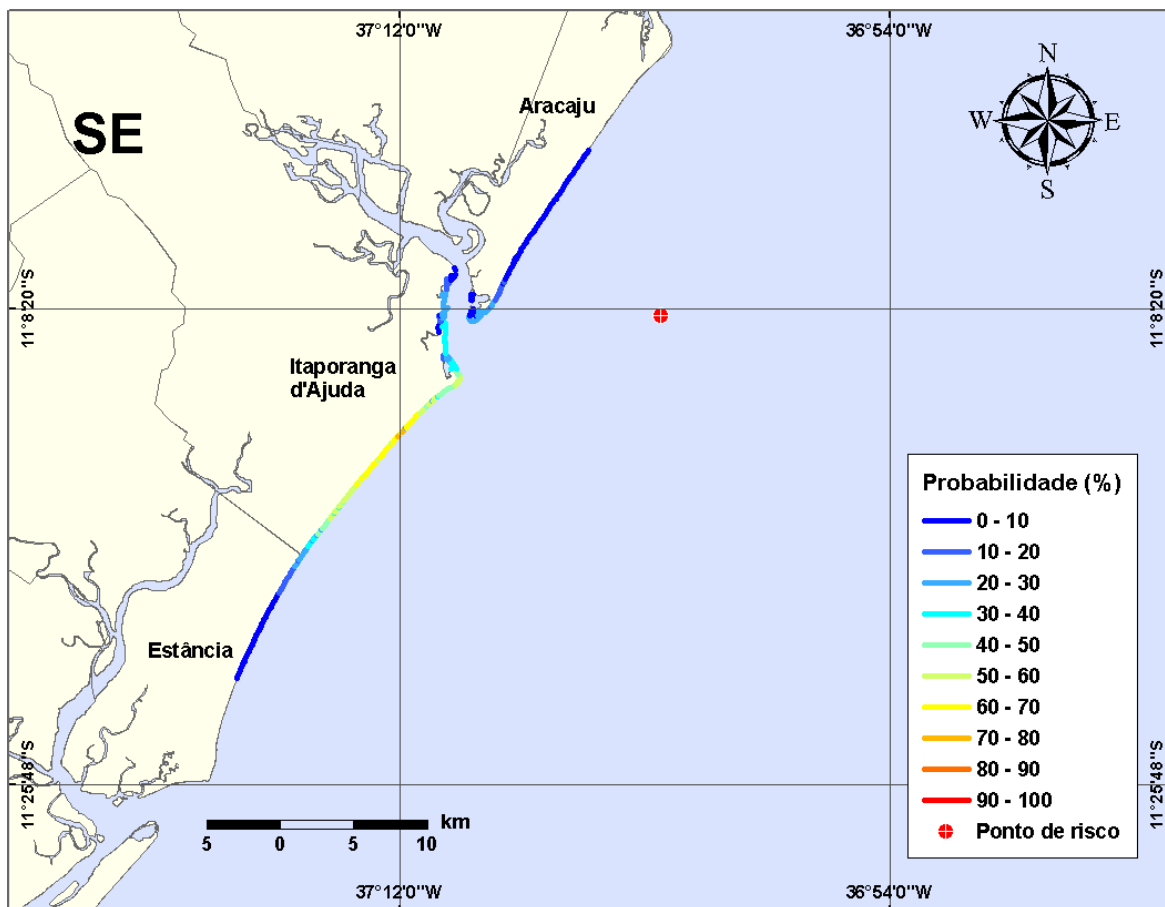 37°12'0"W
36°54'0"W
SE
Aracaju
N
W
E
S
11°8'20"S
11°8'20"S
Itaporanga
d'Ajuda
Estância
Probabilidade (%)
0 - 10
10 - 20
20 - 30
30 - 40
40 - 50
50 - 60
60 - 70
70 - 80
80 - 90
90 - 100
Ponto de risco
11°25'48"S
11°25'48"S
km
5 0 5 10
37°12'0"W
36°54'0"W